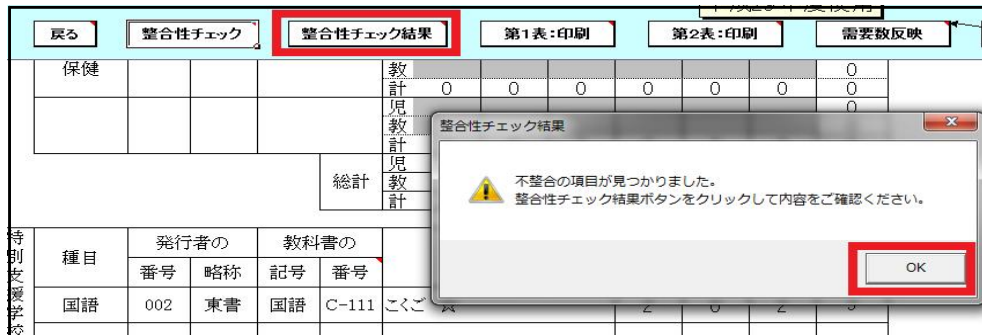 戻る 整合性チェック 整合性チェック結果 第1表:印刷 第2表:印刷 需要数反映
保健 教 0
計 0 0 0 0 0 0 0
児 0
教
計
児
総計 教
計
整合性チェック結果
不整合の項目が見つかりました。
整合性チェック結果ボタンをクリックして内容をご確認ください。
OK
特別支援学校
種目 発行者の 教科書の
番号 略称 記号 番号
国語 002 東書 国語 C-111 こくご ☆